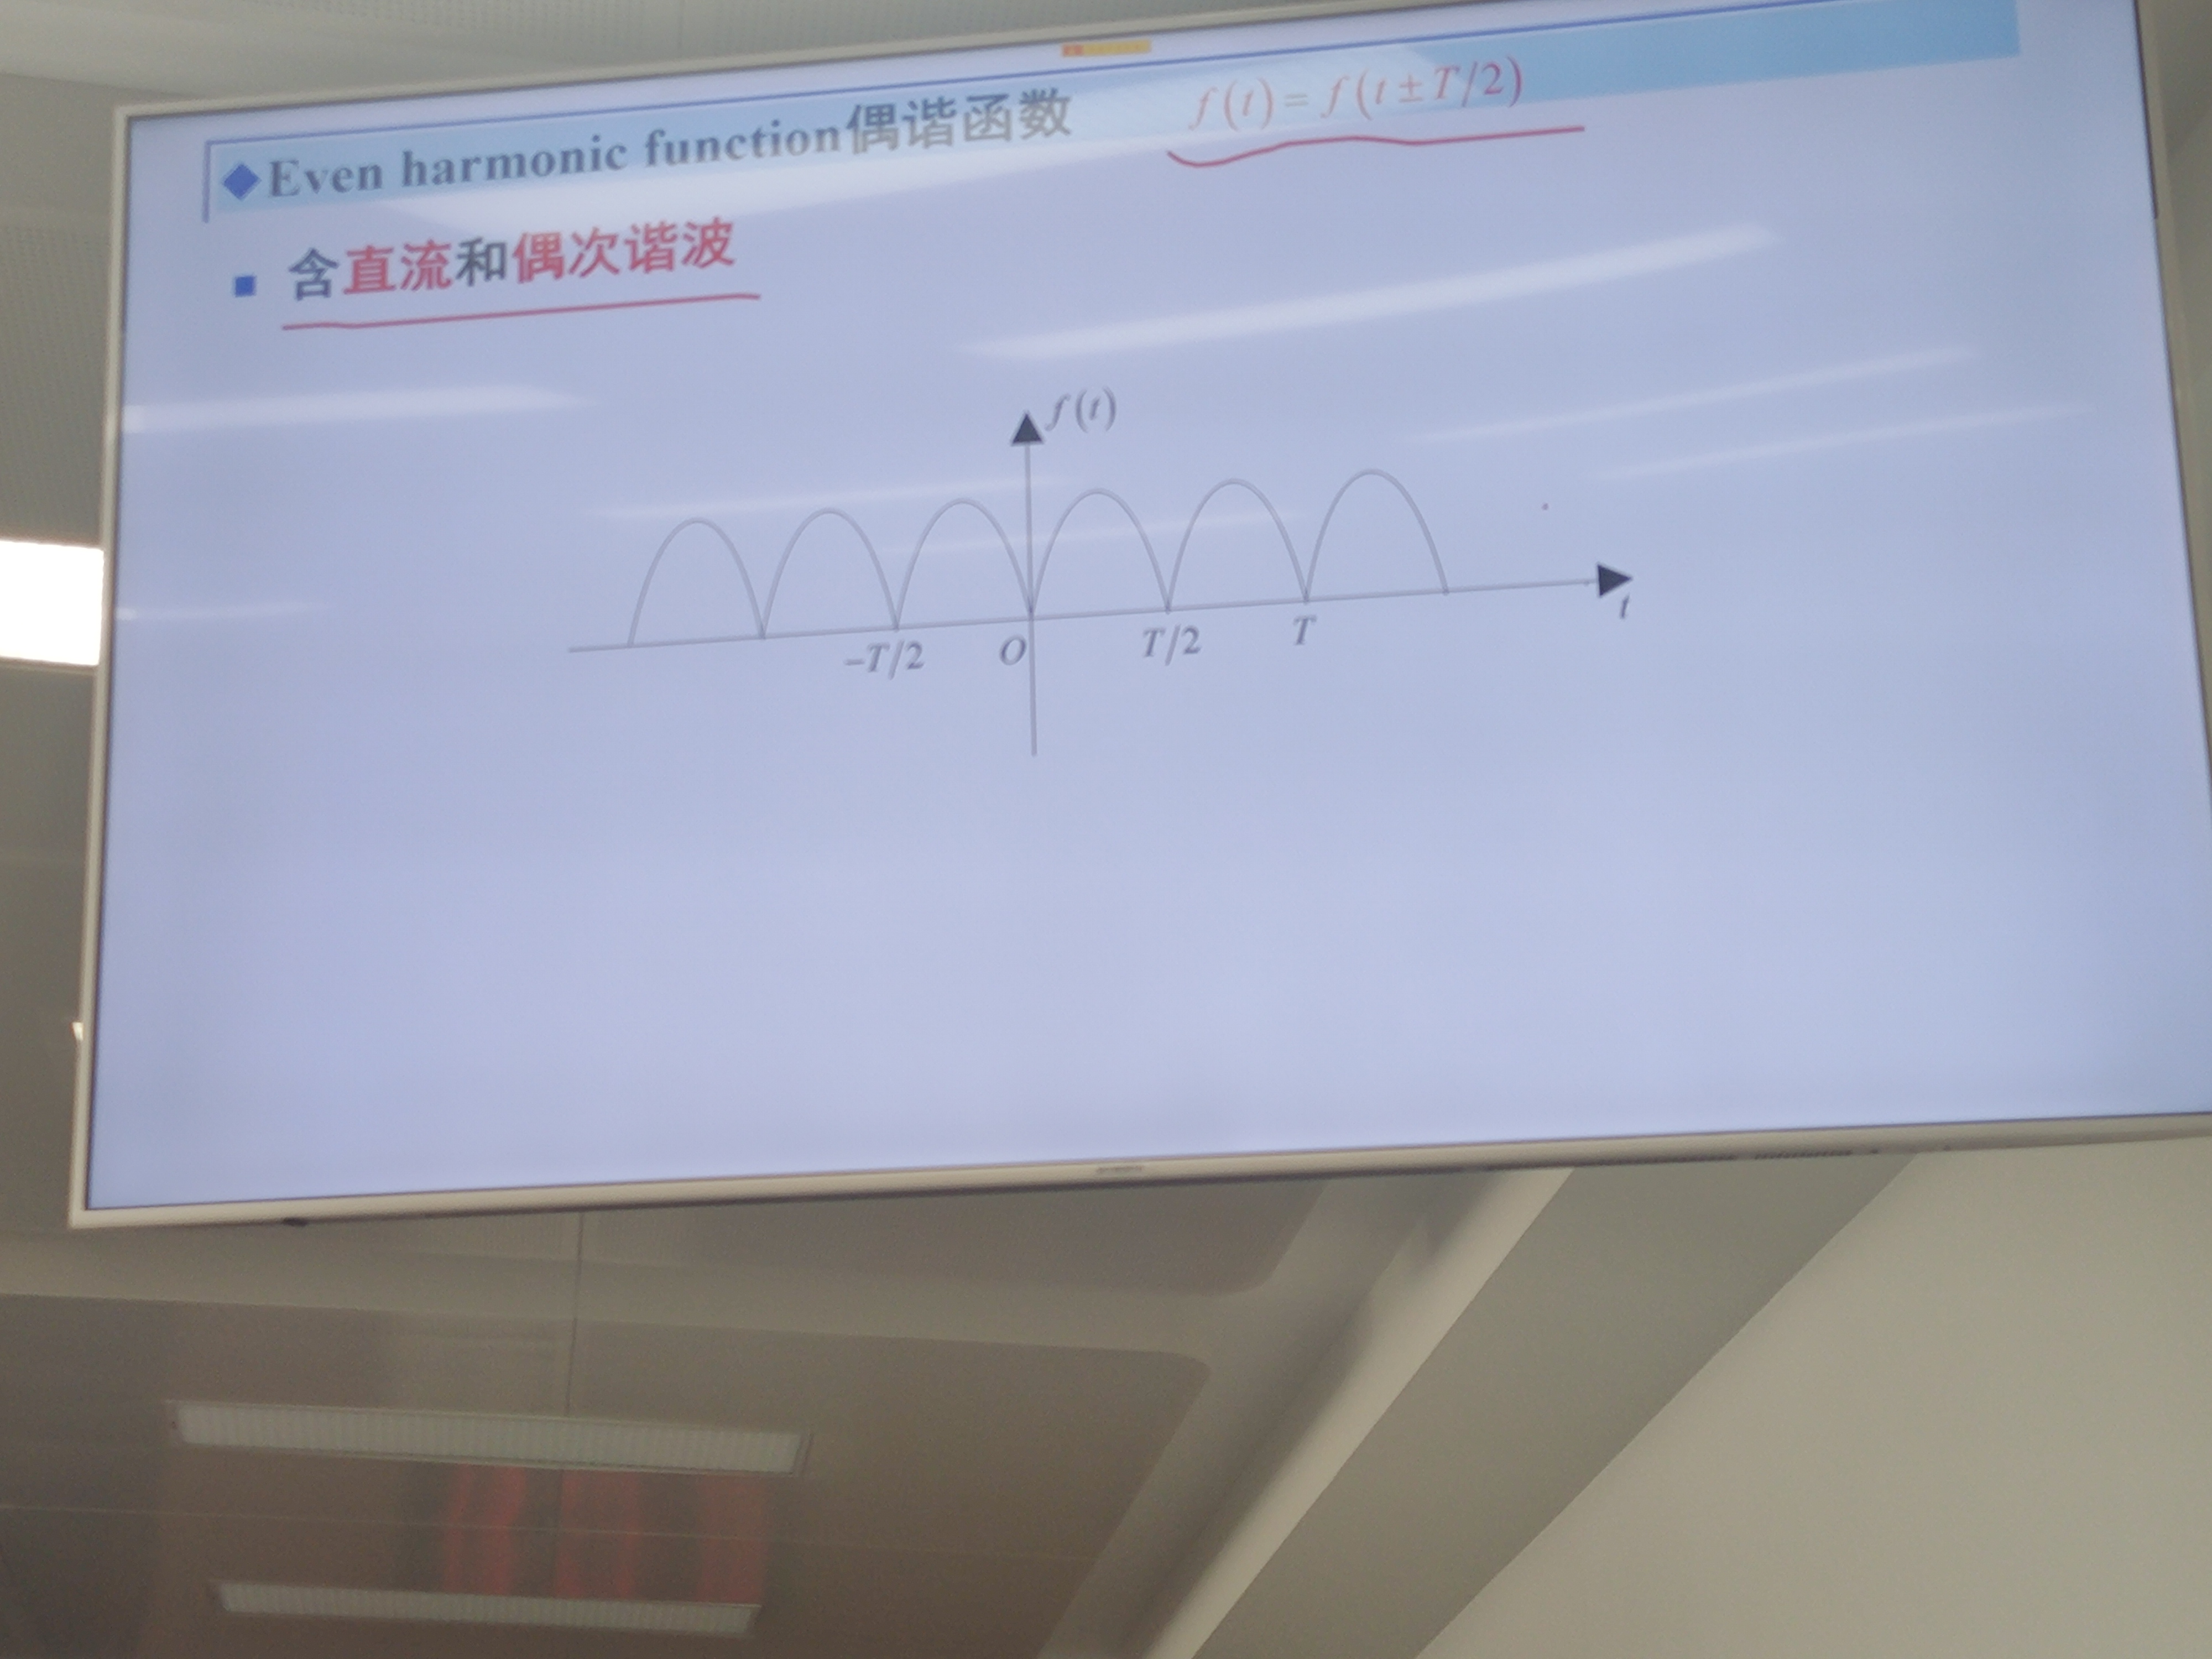 ◆Even harmonic function偶谐函数 f(t)=f(t±T/2)
▪ 含直流和偶次谐波
f(t)
-T/2 O T/2 T t